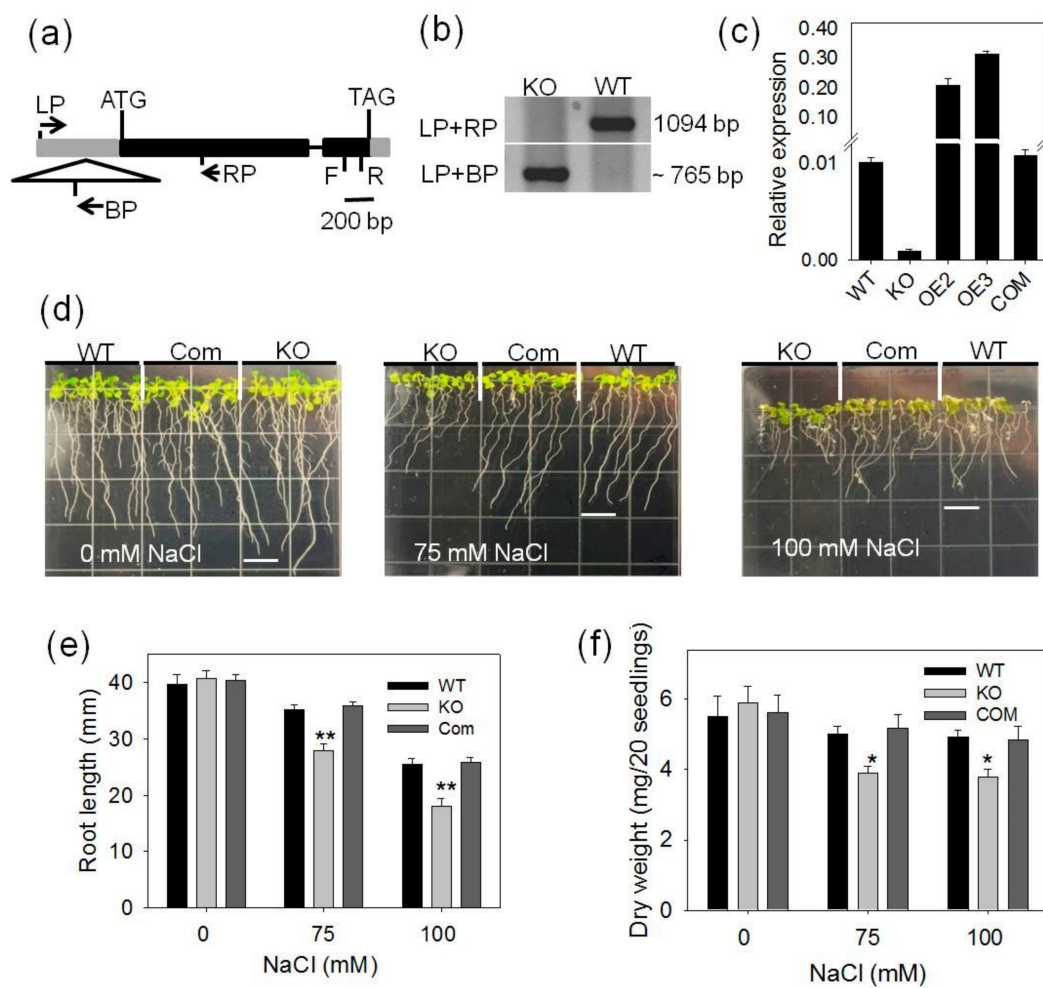 (a)
LP
ATG
TAG
RP
F
R
BP
200 bp
(b)
KO WT
LP+RP 1094 bp
LP+BP ~ 765 bp
(c)
Relative expression
0.40
0.30
0.20
0.10
0.01
0.00
WT KO OE2 OE3 COM
(d)
WT Com KO
0 mM NaCl
KO Com WT
75 mM NaCl
KO Com WT
100 mM NaCl
(e)
Root length (mm)
40
30
20
10
0
WT
KO
Com
**
**
0 75 100
NaCl (mM)
(f)
Dry weight (mg/20 seedlings)
6
4
2
0
WT
KO
COM
*
*
0 75 100
NaCl (mM)